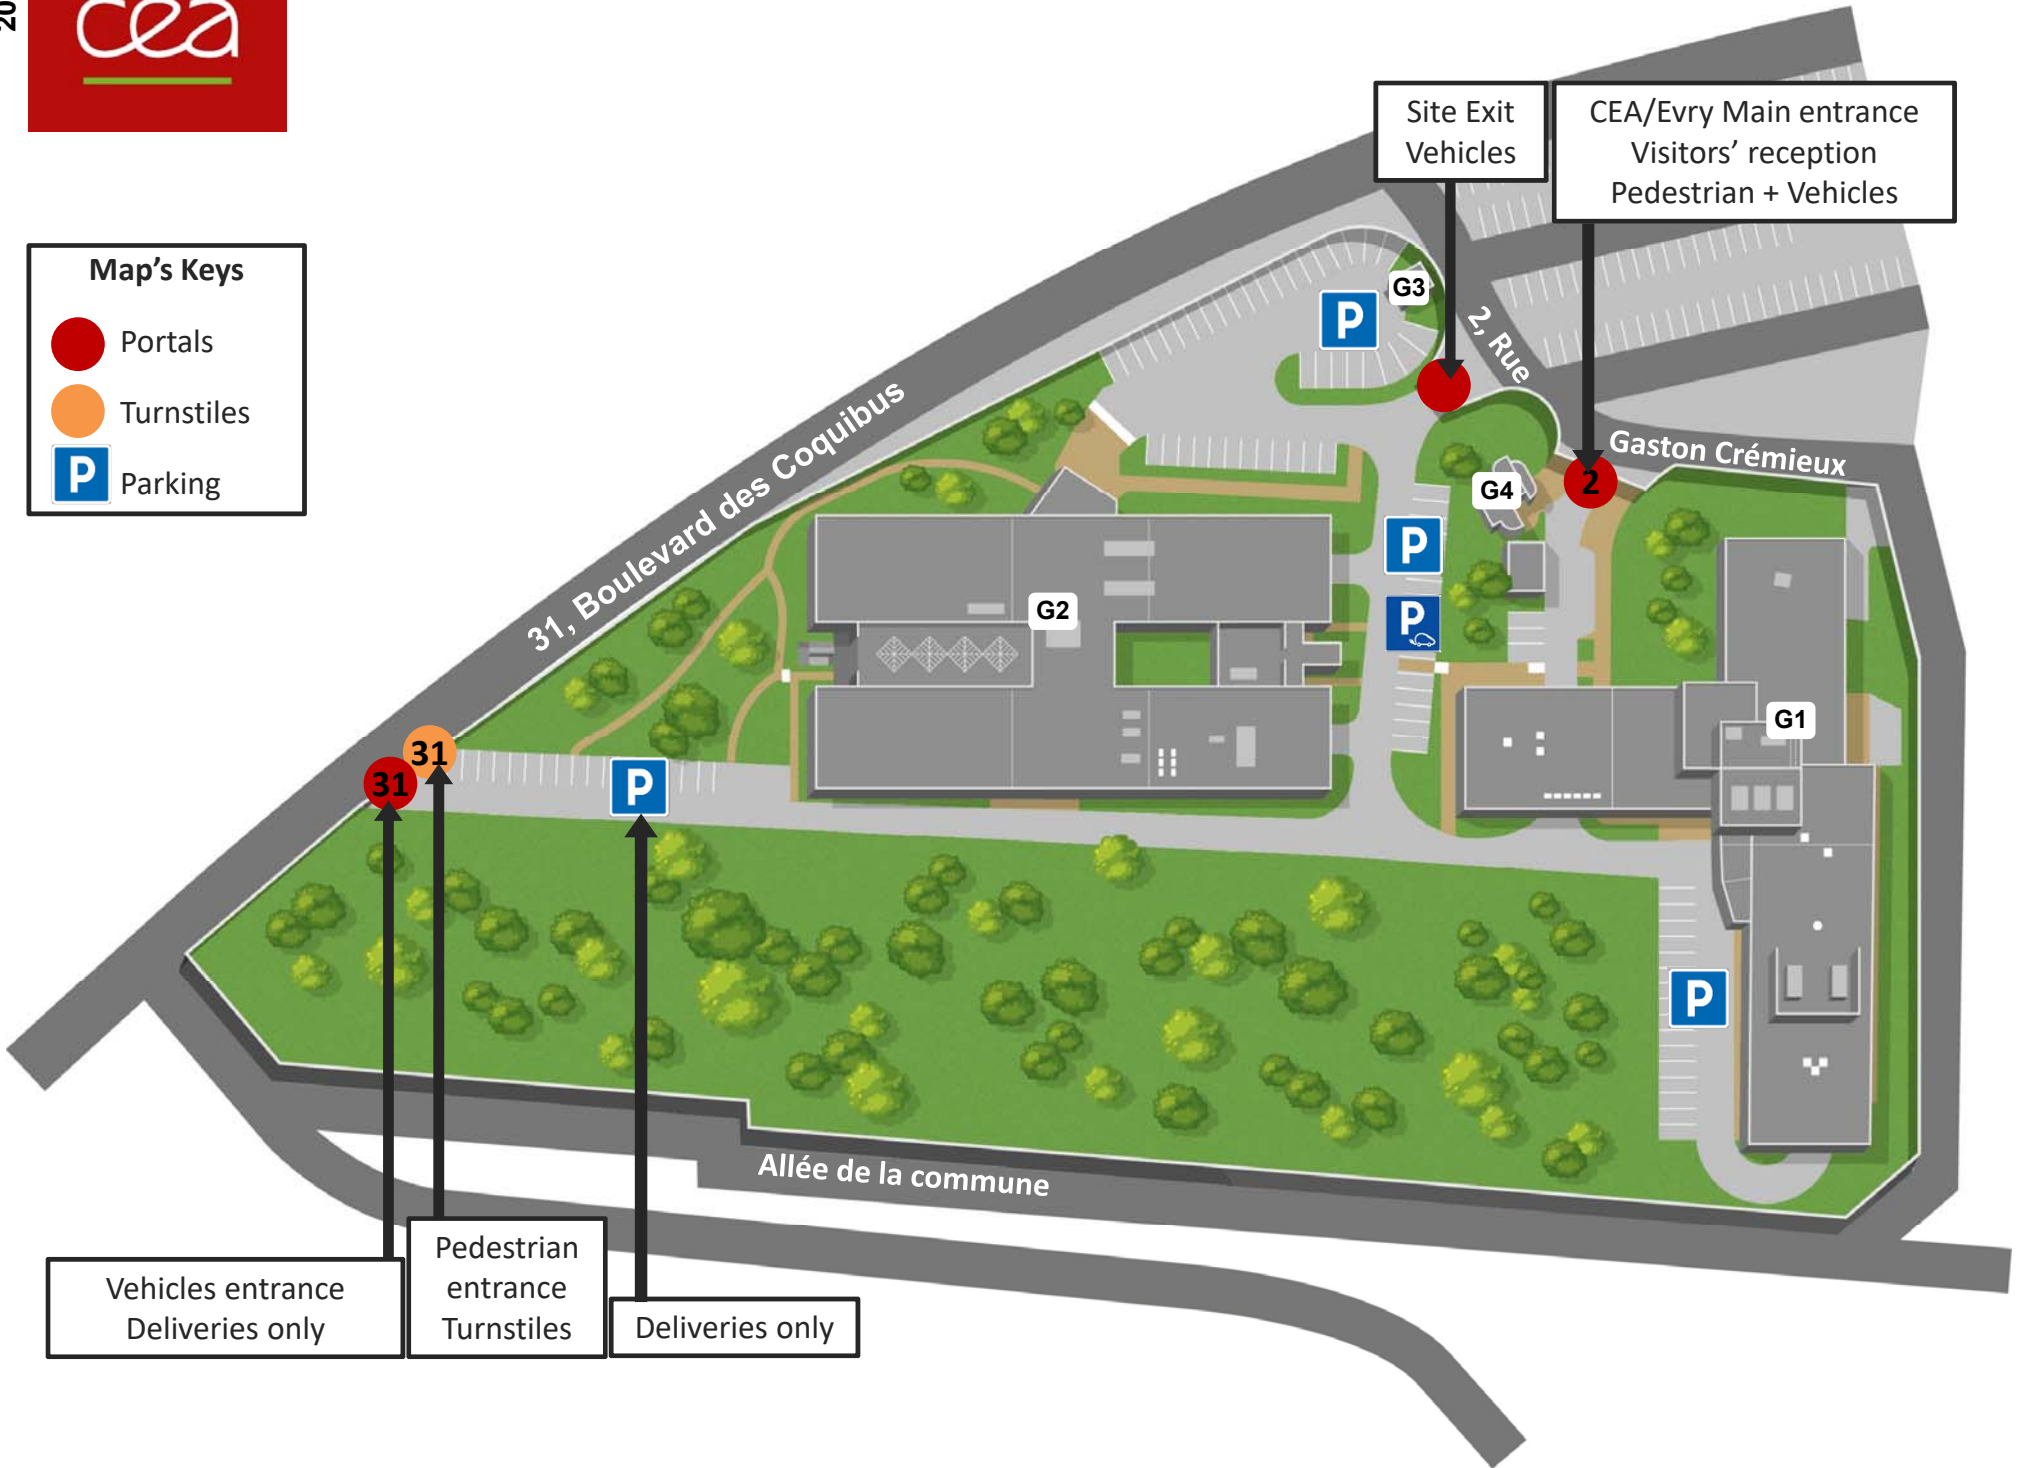 20
cea
Map's Keys
Portals
Turnstiles
P
Parking
Site Exit
Vehicles
CEA/Evry Main entrance
Visitors' reception
Pedestrian + Vehicles
G3
P
2, Rue
Gaston Crémieux
2
G4
31, Boulevard des Coquibus
P
P
G2
G1
31
31
P
P
Allée de la commune
Vehicles entrance
Deliveries only
Pedestrian
entrance
Turnstiles
Deliveries only